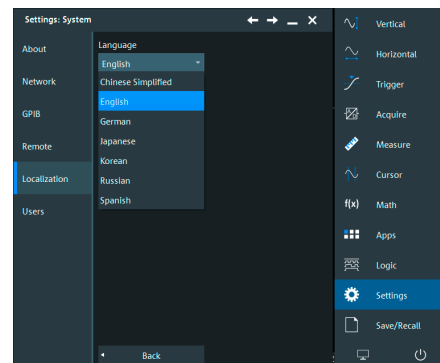 Settings: System
About
Network
GPIB
Remote
Localization
Users
Language
English
Chinese Simplified
English
German
Japanese
Korean
Russian
Spanish
Back
Vertical
Horizontal
Trigger
Acquire
Measure
Cursor
f(x) Math
Apps
Logic
Settings
Save/Recall